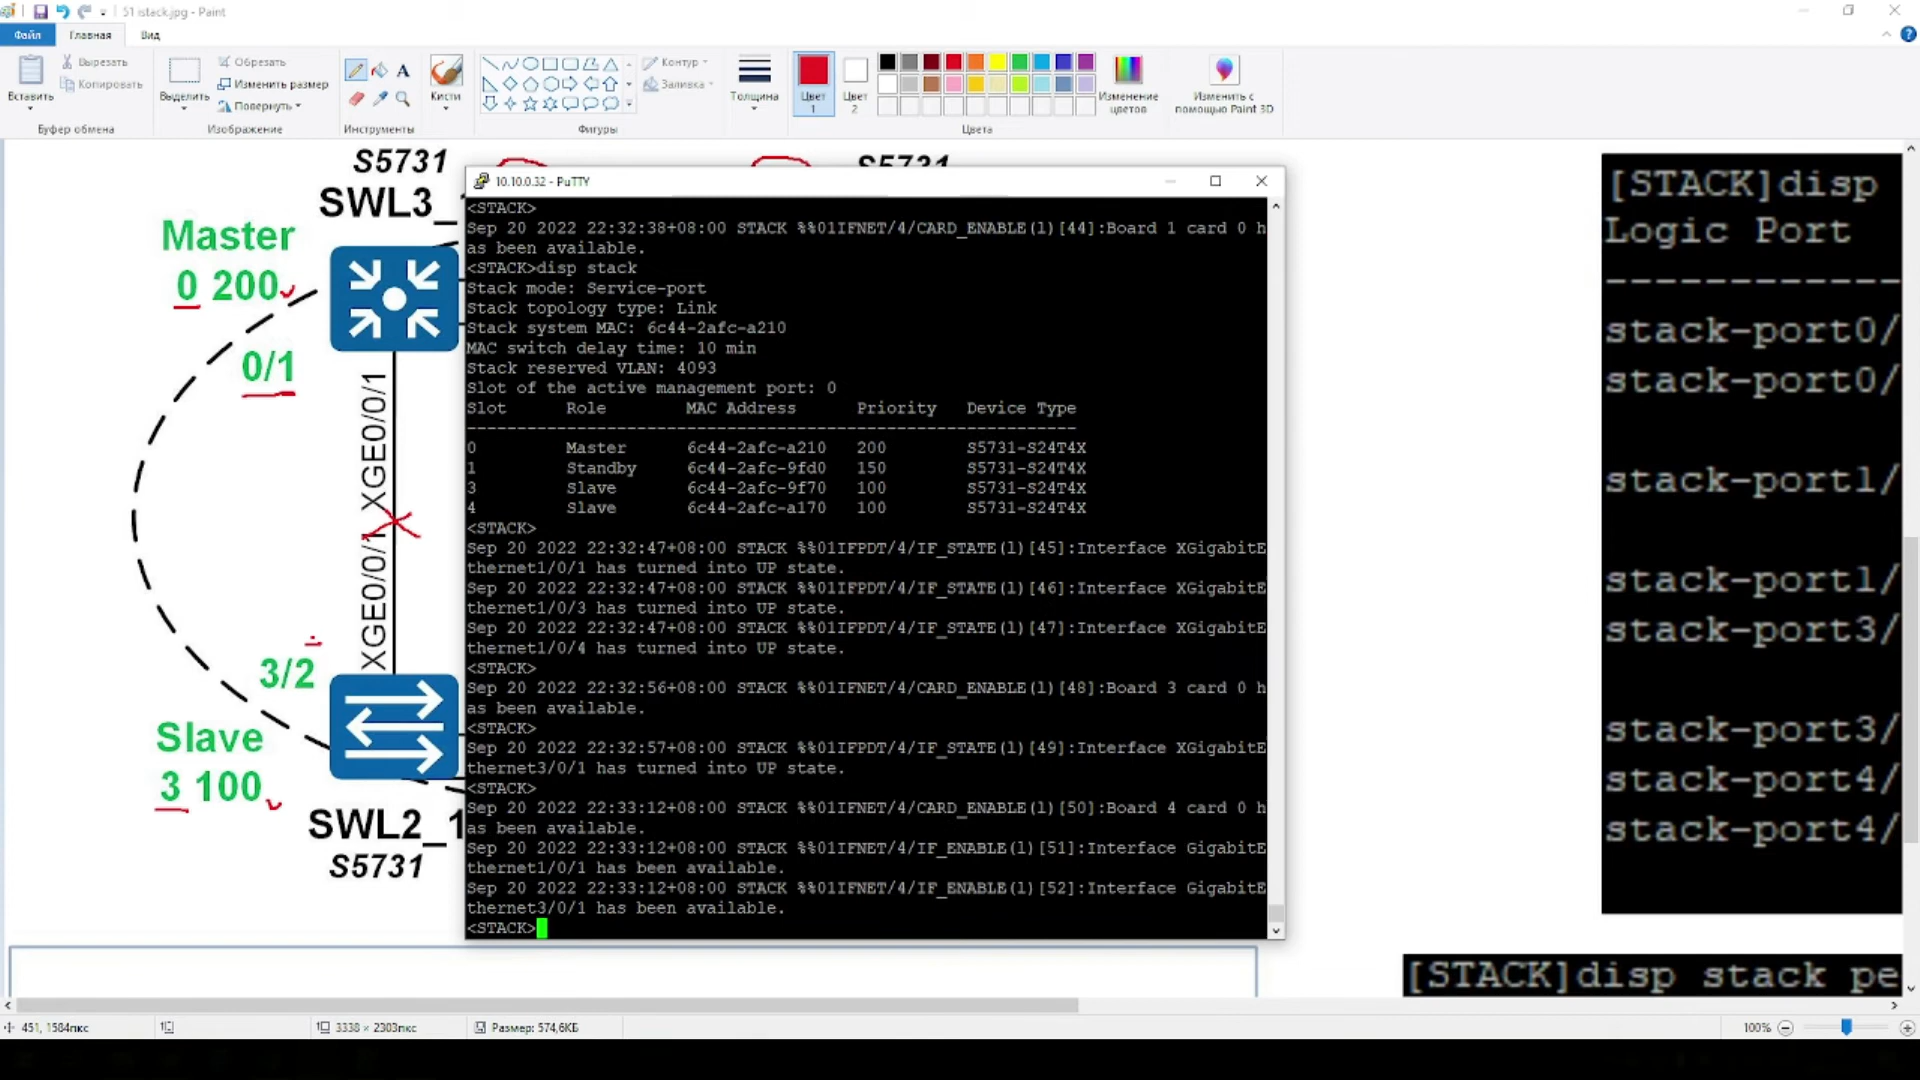 51 istack.jpg - Paint
Файл
Главная
Вид
Вставить
Вырезать
Копировать
Буфер обмена
Выделить
Обрезать
Изменить размер
Повернуть
Изображение
Инструменты
Кисти
Контур
Заливка
Фигуры
Толщина
Цвет 1
Цвет 2
Изменение цветов
Изменить с помощью Paint 3D
Цвета
S5731
SWL3_
Master
0 200
0/1
XGE0/0/1
XGE0/0/1
3/2
Slave
3 100
SWL2_1
S5731
S5731
10.10.0.32 - PuTTY
<STACK>
Sep 20 2022 22:32:38+08:00 STACK %%01IFNET/4/CARD_ENABLE(l)[44]:Board 1 card 0 h
as been available.
<STACK>disp stack
Stack mode: Service-port
Stack topology type: Link
Stack system MAC: 6c44-2afc-a210
MAC switch delay time: 10 min
Stack reserved VLAN: 4093
Slot of the active management port: 0
Slot Role MAC Address Priority Device Type
-------------------------------------------------------------
0 Master 6c44-2afc-a210 200 S5731-S24T4X
1 Standby 6c44-2afc-9fd0 150 S5731-S24T4X
3 Slave 6c44-2afc-9f70 100 S5731-S24T4X
4 Slave 6c44-2afc-a170 100 S5731-S24T4X
<STACK>
Sep 20 2022 22:32:47+08:00 STACK %%01IFPDT/4/IF_STATE(l)[45]:Interface XGigabitE
thernet1/0/1 has turned into UP state.
Sep 20 2022 22:32:47+08:00 STACK %%01IFPDT/4/IF_STATE(l)[46]:Interface XGigabitE
thernet1/0/3 has turned into UP state.
Sep 20 2022 22:32:47+08:00 STACK %%01IFPDT/4/IF_STATE(l)[47]:Interface XGigabitE
thernet1/0/4 has turned into UP state.
<STACK>
Sep 20 2022 22:32:56+08:00 STACK %%01IFNET/4/CARD_ENABLE(l)[48]:Board 3 card 0 h
as been available.
<STACK>
Sep 20 2022 22:32:57+08:00 STACK %%01IFPDT/4/IF_STATE(l)[49]:Interface XGigabitE
thernet3/0/1 has turned into UP state.
<STACK>
Sep 20 2022 22:33:12+08:00 STACK %%01IFNET/4/CARD_ENABLE(l)[50]:Board 4 card 0 h
as been available.
Sep 20 2022 22:33:12+08:00 STACK %%01IFNET/4/IF_ENABLE(l)[51]:Interface GigabitE
thernet1/0/1 has been available.
Sep 20 2022 22:33:12+08:00 STACK %%01IFNET/4/IF_ENABLE(l)[52]:Interface GigabitE
thernet3/0/1 has been available.
<STACK>
[STACK]disp
Logic Port
------------
stack-port0/
stack-port0/
stack-port1/
stack-port1/
stack-port3/
stack-port3/
stack-port4/
stack-port4/
[STACK]disp stack pe
451, 1584пкс
3338 × 2303пкс
Размер: 574,6КБ
100%